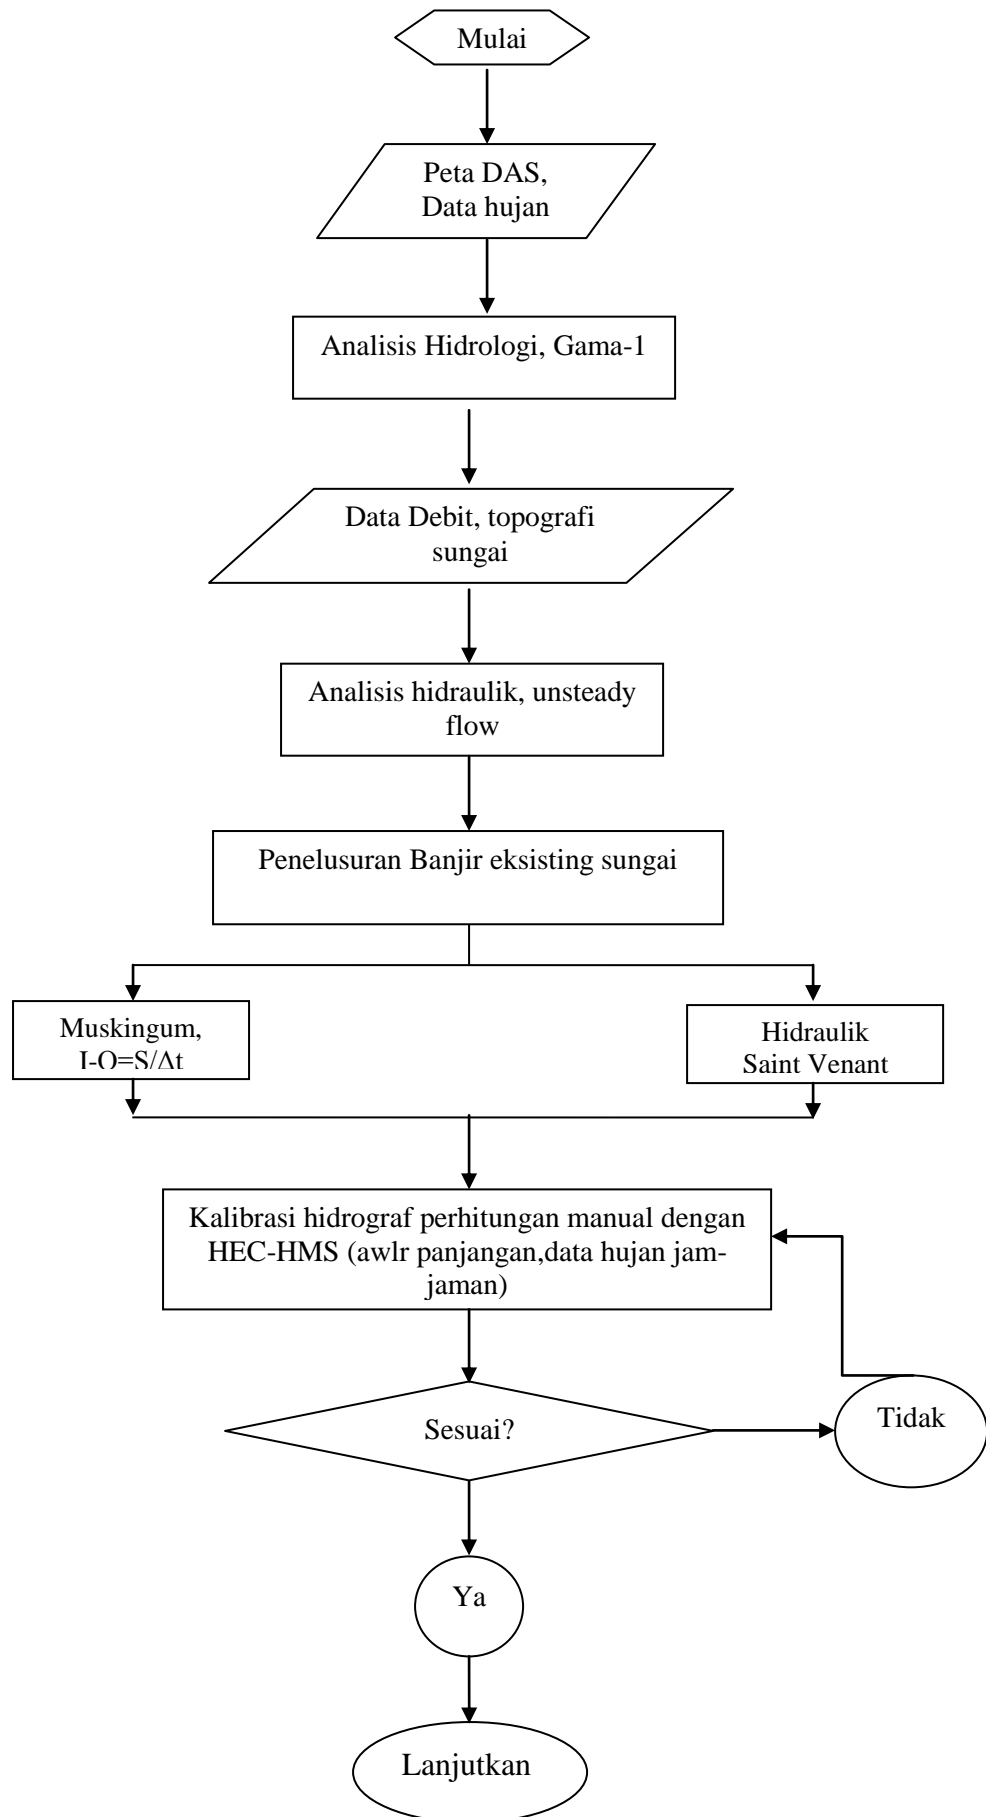 Mulai
Peta DAS,
Data hujan
Analisis Hidrologi, Gama-1
Data Debit, topografi
sungai
Analisis hidraulik, unsteady
flow
Penelusuran Banjir eksisting sungai
Muskingum,
I-O=S/Δt
Hidraulik
Saint Venant
Kalibrasi hidrograf perhitungan manual dengan
HEC-HMS (awlr panjangan,data hujan jam-
jaman)
Sesuai?
Tidak
Ya
Lanjutkan